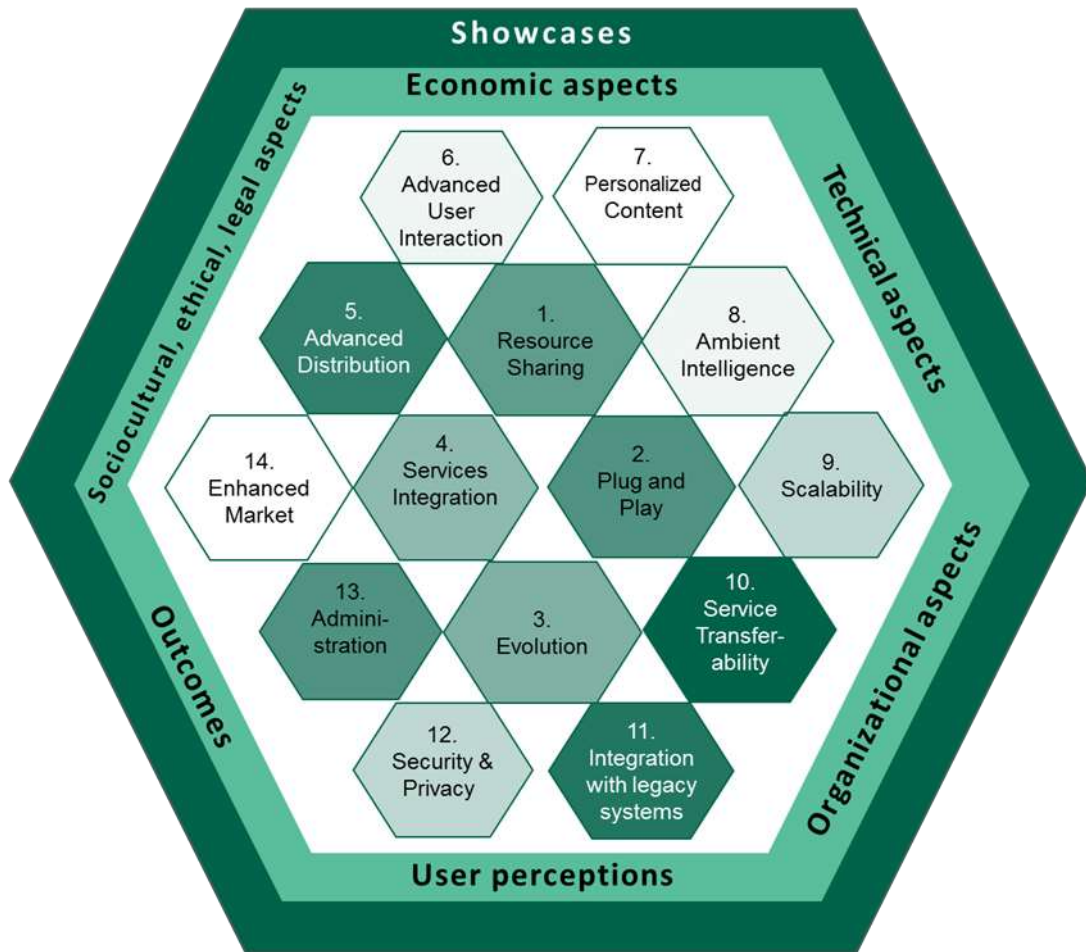 Showcases
Economic aspects
Sociocultural, ethical, legal aspects
Technical aspects
6.
Advanced
User
Interaction
7.
Personalized
Content
5.
Advanced
Distribution
1.
Resource
Sharing
8.
Ambient
Intelligence
14.
Enhanced
Market
4.
Services
Integration
2.
Plug and
Play
9.
Scalability
13.
Admini-
stration
3.
Evolution
10.
Service
Transfer-
ability
12.
Security &
Privacy
11.
Integration
with legacy
systems
Outcomes
Organizational aspects
User perceptions